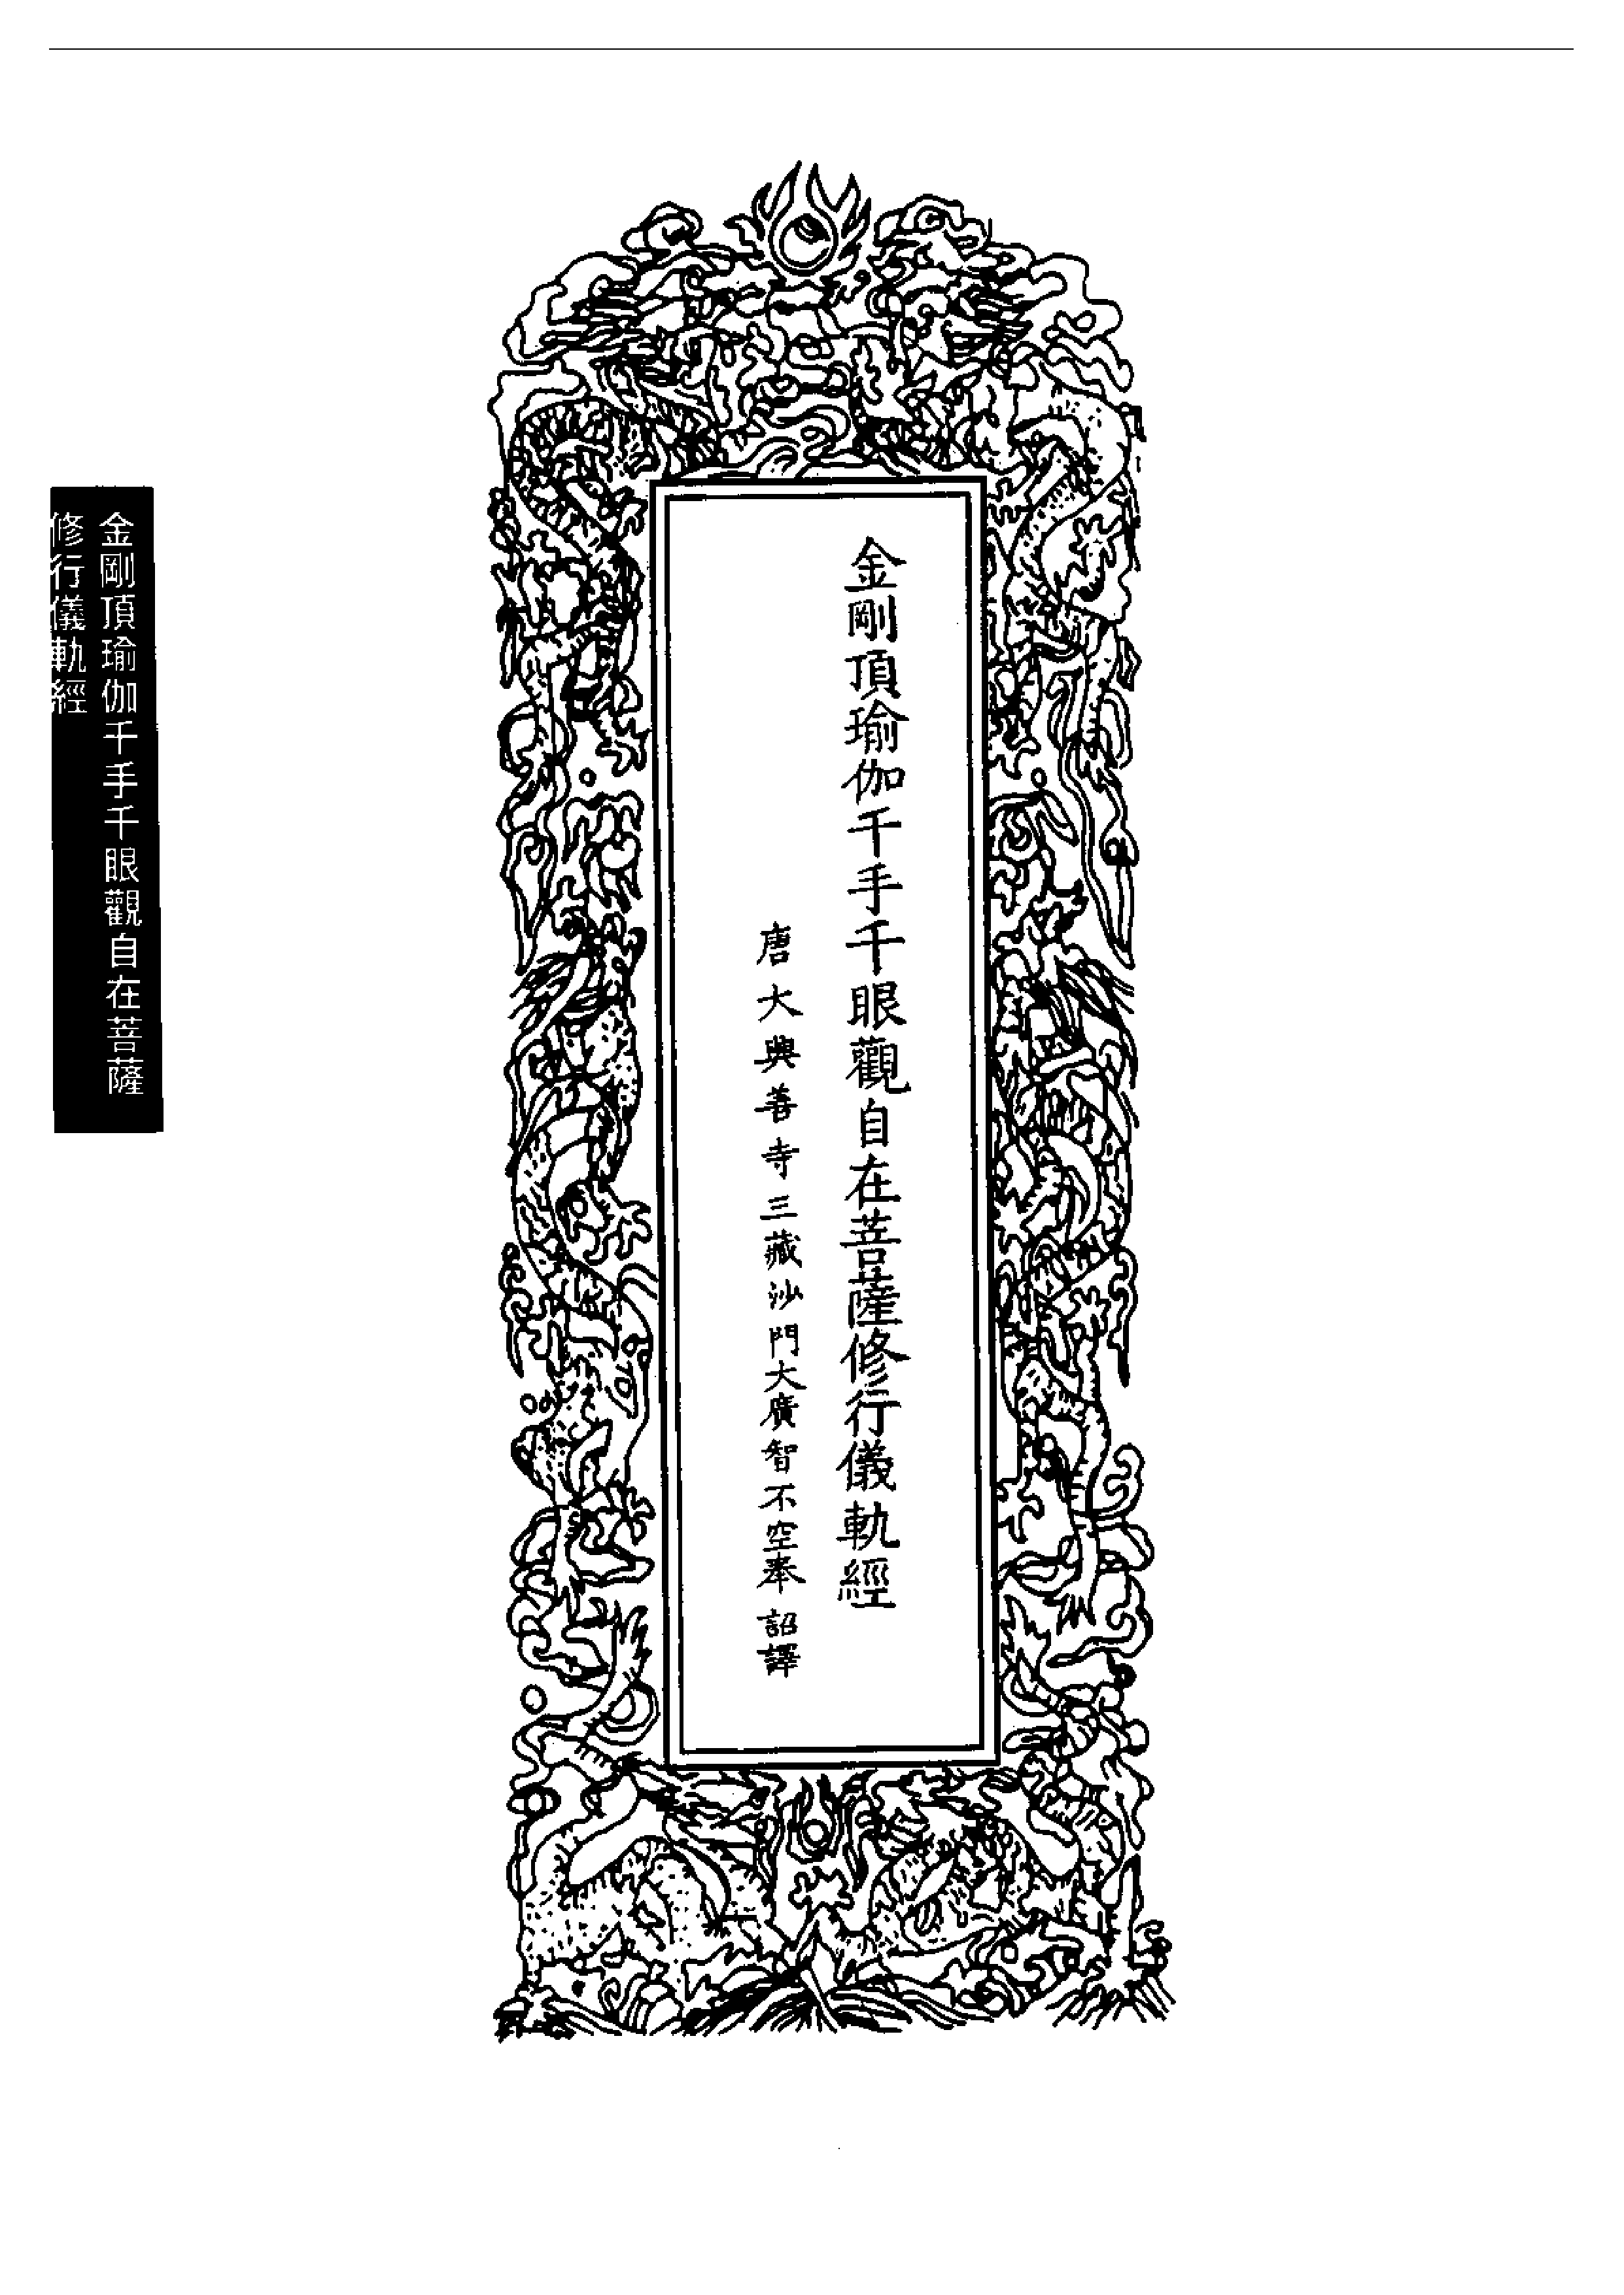 金剛頂瑜伽千手千眼觀自在菩薩修行儀軌經
唐大興善寺三藏沙門大廣智不空奉 詔譯
金剛頂瑜伽千手千眼觀自在菩薩
修行儀軌經